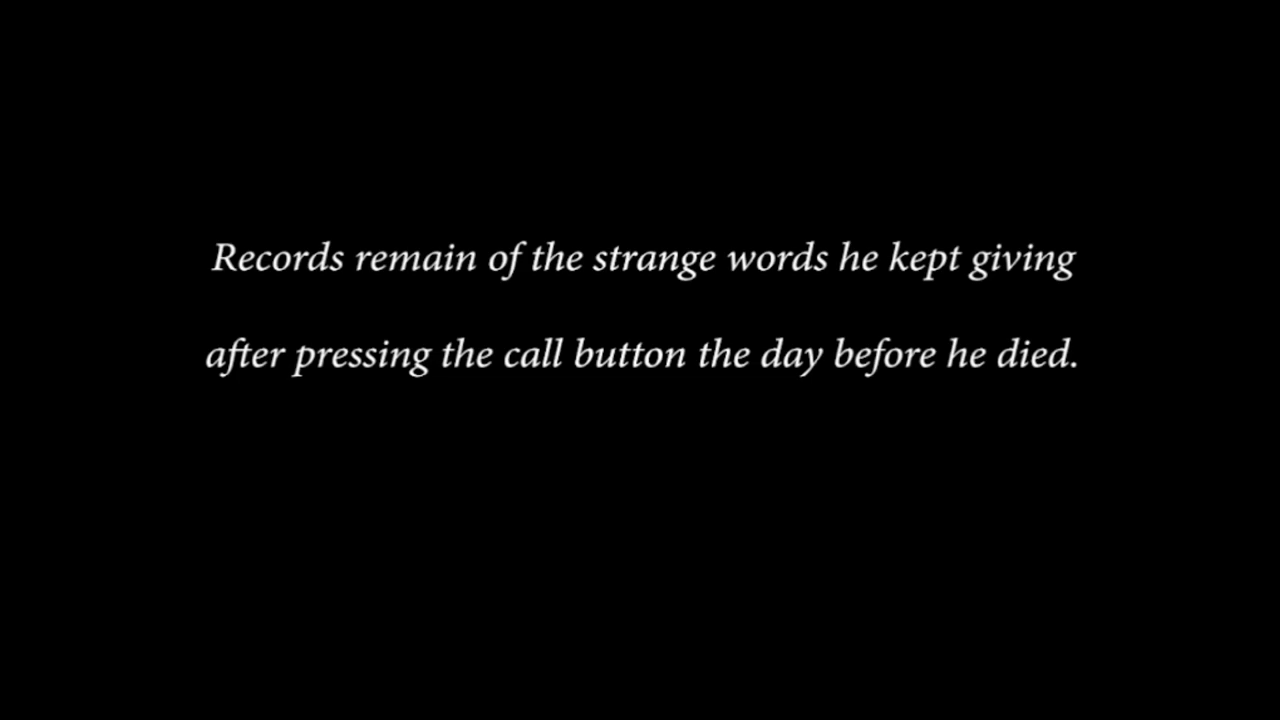 Records remain of the strange words he kept giving
after pressing the call button the day before he died.